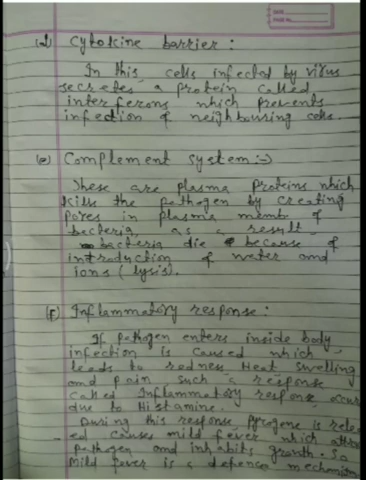 (d) Cytokine barrier :
In this, cells infected by virus
secretes a protein called
interferons which prevents
infection of neighbouring cells.
(e) Complement system :->
These are plasma proteins which
kills the pathogen by creating
Pores in plasma memb of
bacteria, as a result
bacteria die because of
introduction of water and
ions (lysis).
(f) Inflammatory response :
If pathogen enters inside body
infection is caused which
leads to redness, Heat swelling
and pain such a response
called Inflammatory response occur
due to Histamine.
During this response, pyrogene is relea
ed causes mild fever which attra
pathogen and inhabits growth. So
Mild fever is a defence mechanism